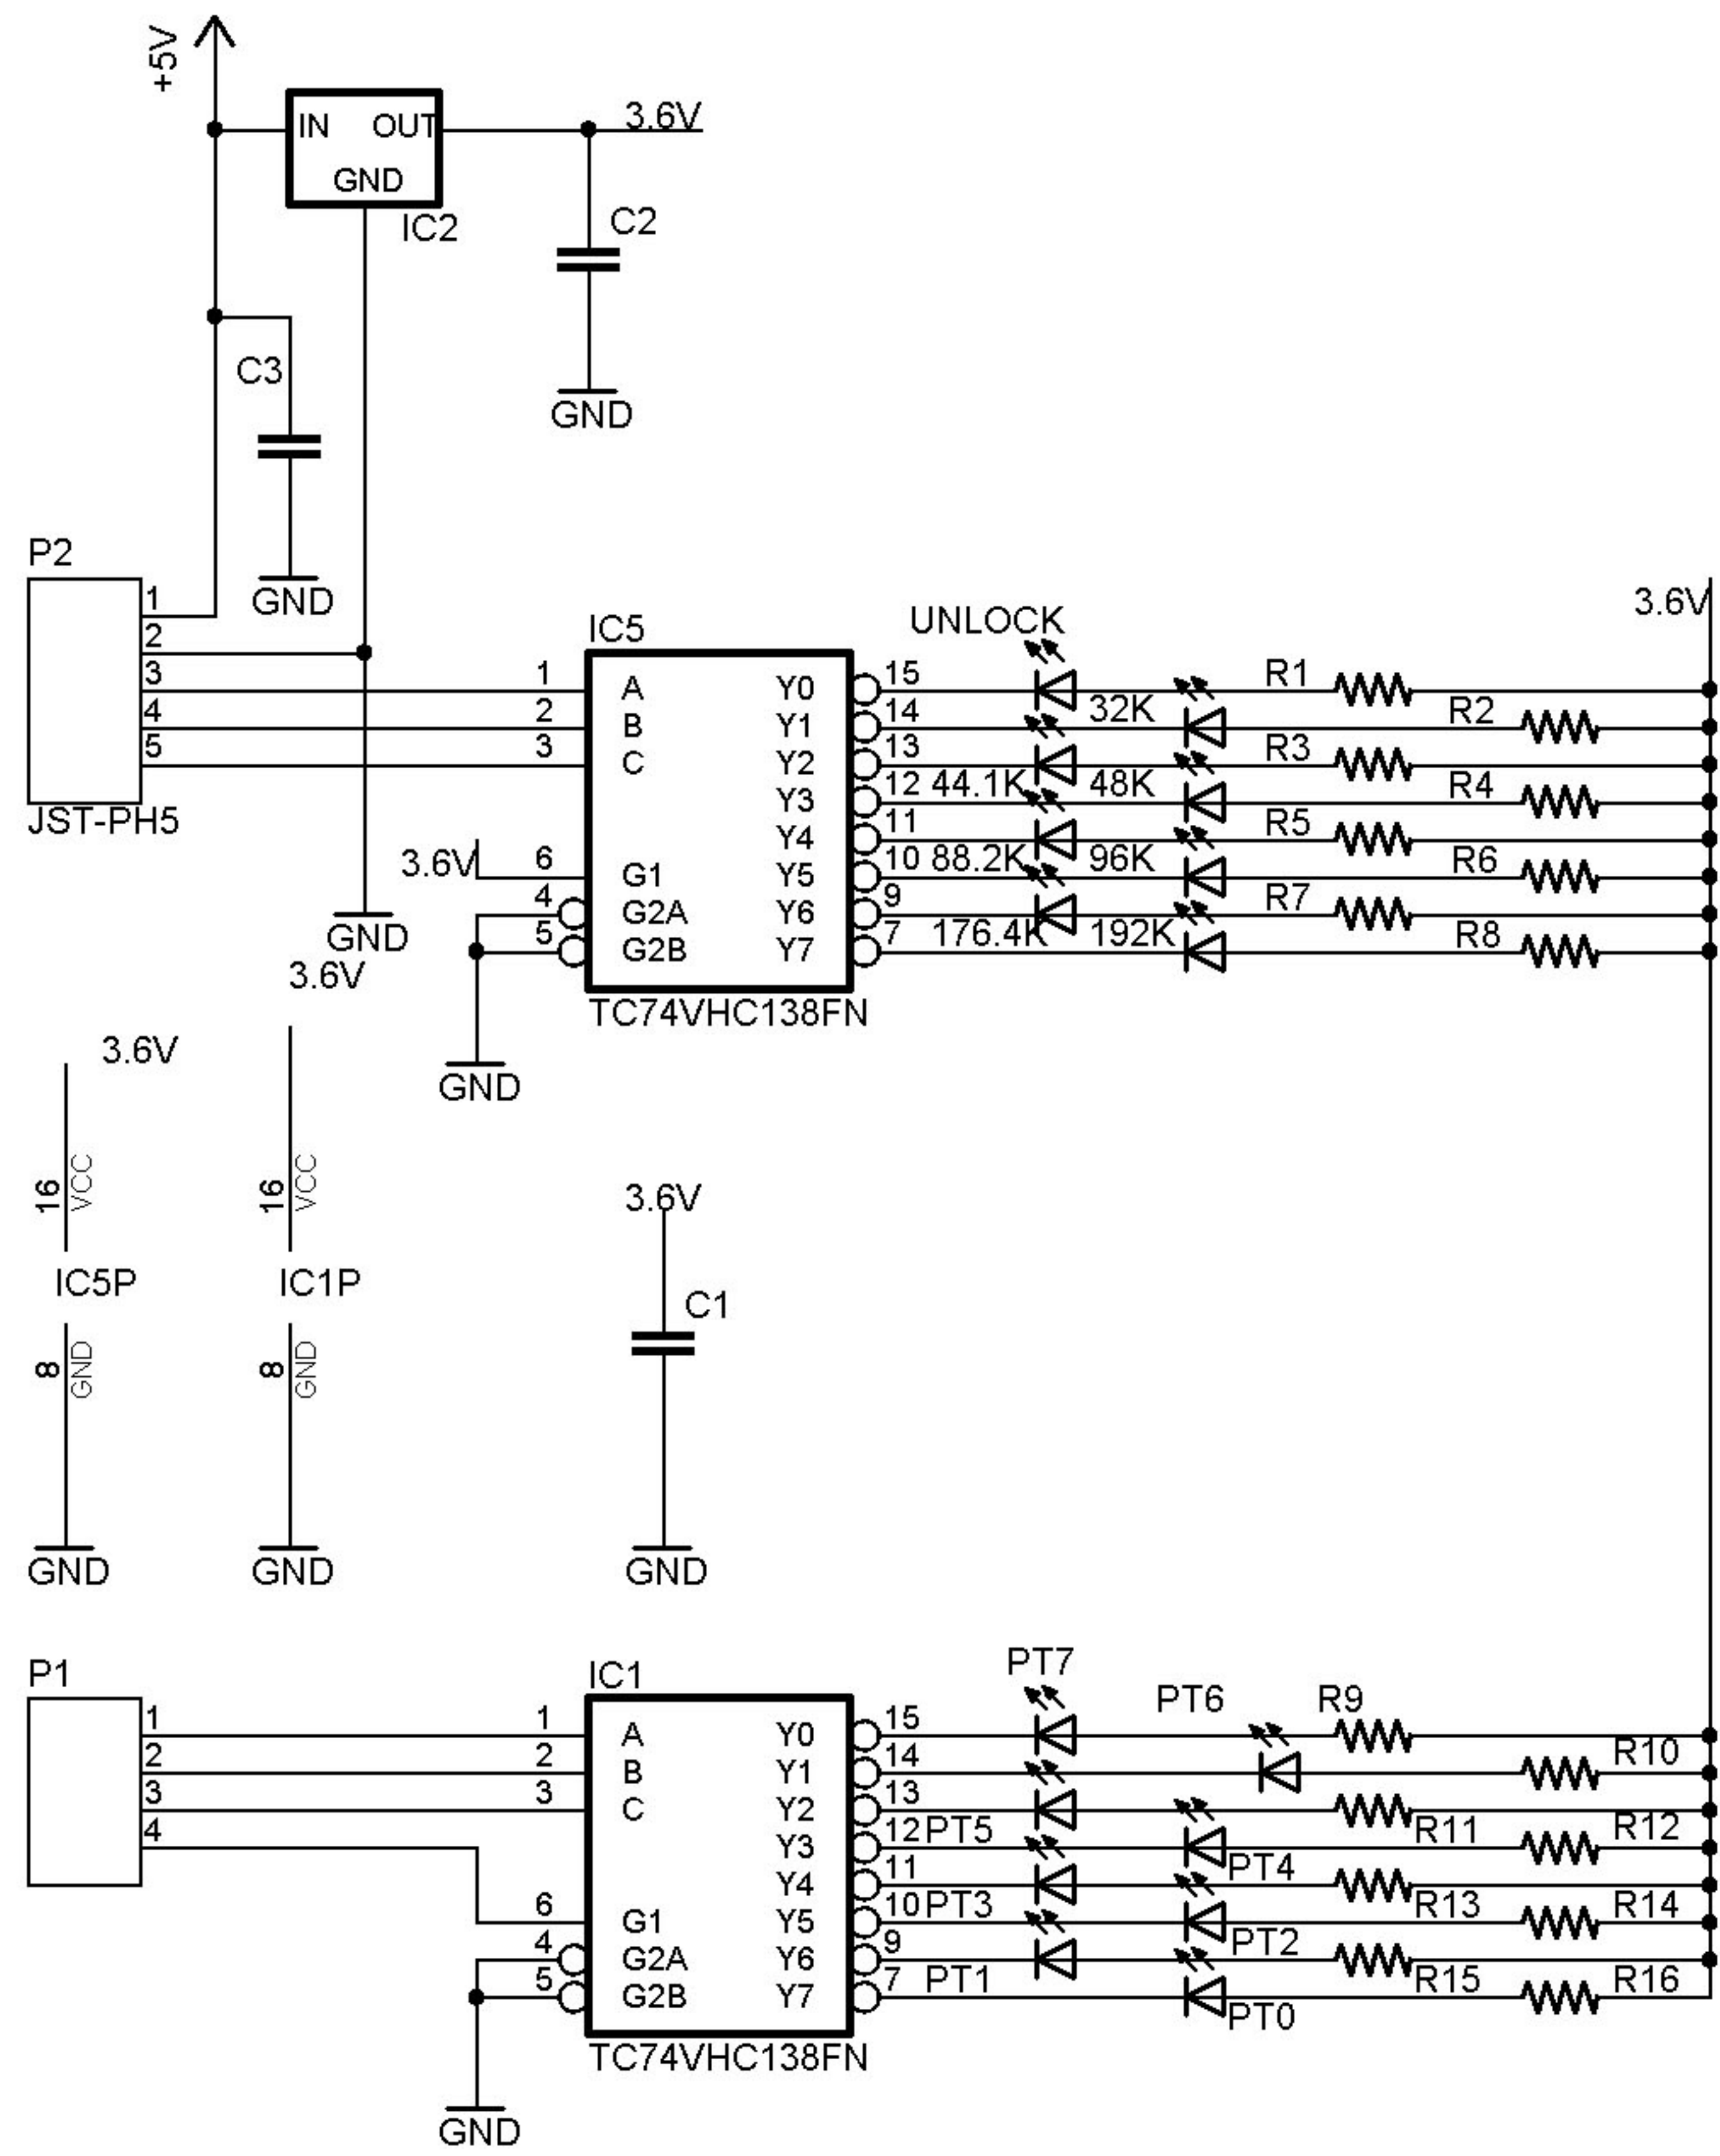 +5V
IN OUT
GND
IC2
3.6V
C2
GND
C3
GND
P2
1
2
3
4
5
JST-PH5
GND
IC5
1 A Y0 15
2 B Y1 14
3 C Y2 13
Y3 12
Y4 11
6 G1 Y5 10
4 G2A Y6 9
5 G2B Y7 7
TC74VHC138FN
3.6V
GND
UNLOCK
32K
44.1K 48K
88.2K 96K
176.4K 192K
R1
R2
R3
R4
R5
R6
R7
R8
3.6V
3.6V
3.6V
16 VCC
IC5P
8 GND
GND
16 VCC
IC1P
8 GND
GND
3.6V
C1
GND
P1
1
2
3
4
IC1
1 A Y0 15
2 B Y1 14
3 C Y2 13
Y3 12
Y4 11
6 G1 Y5 10
4 G2A Y6 9
5 G2B Y7 7
TC74VHC138FN
GND
PT7
PT6
PT5
PT4
PT3
PT2
PT1
PT0
R9
R10
R11
R12
R13
R14
R15
R16